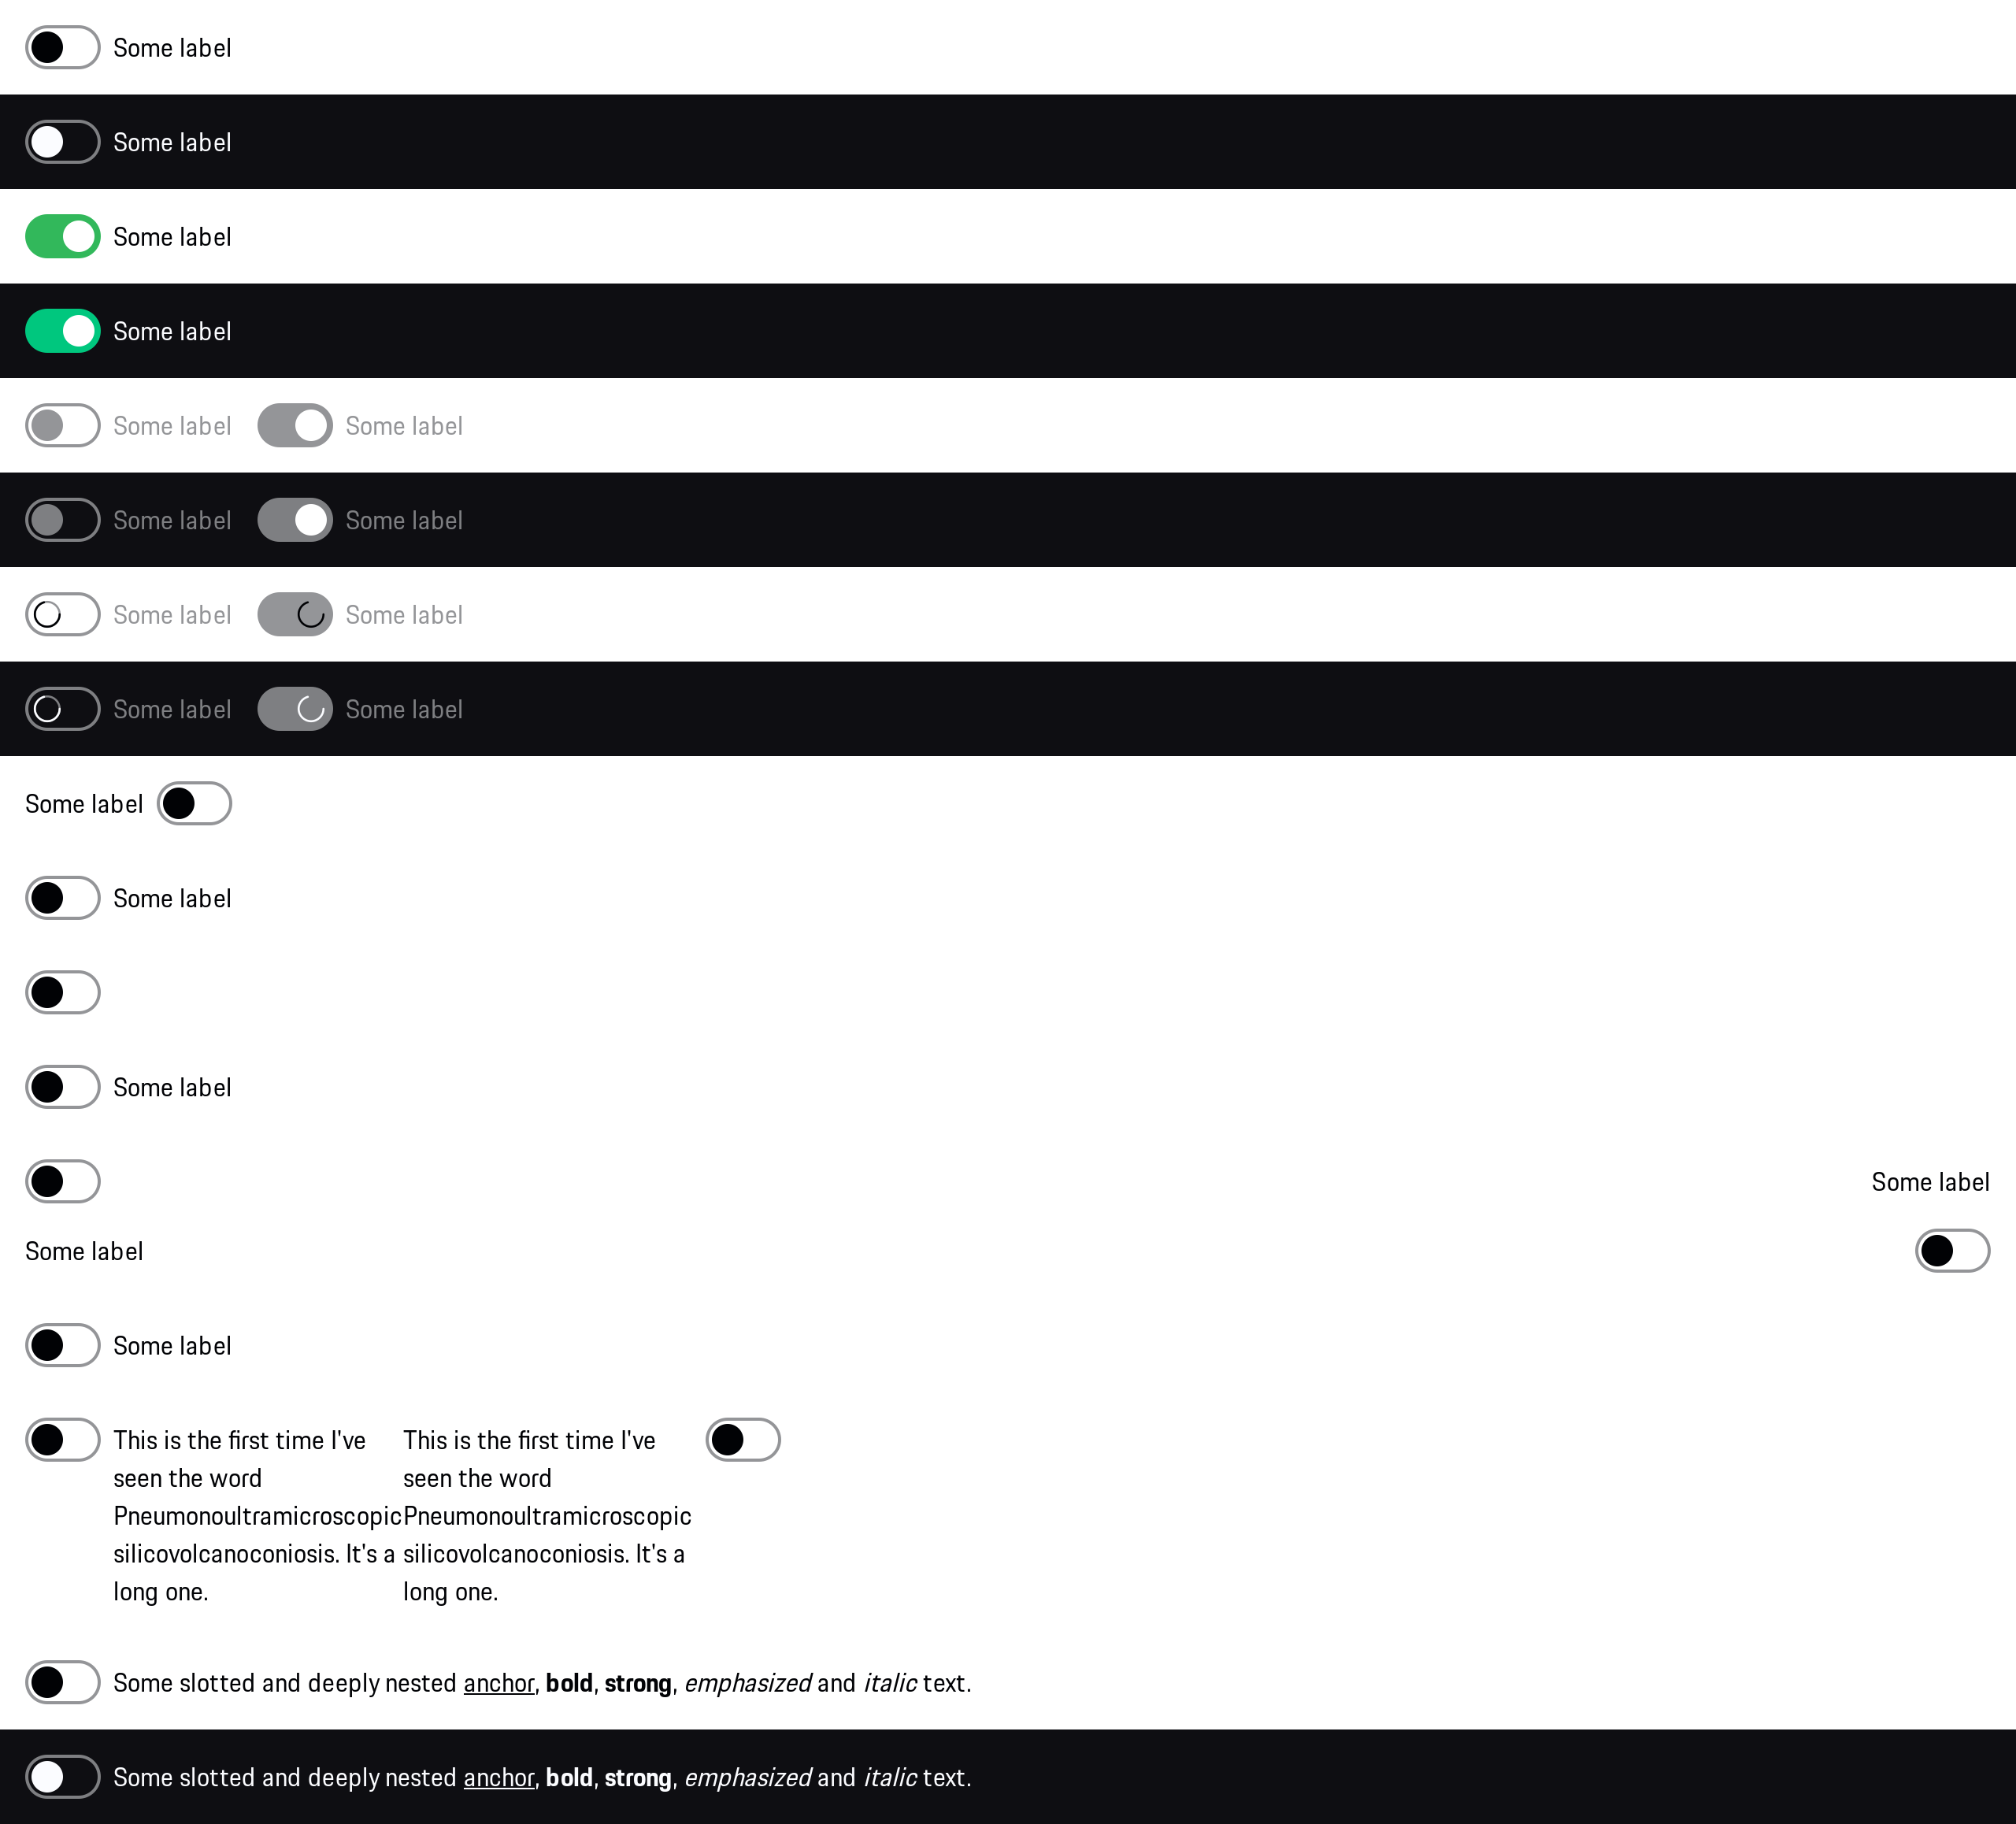 Some label
Some label
Some label
Some label
Some label Some label
Some label Some label
Some label Some label
Some label Some label
Some label
Some label
Some label
Some label
Some label
Some label
This is the first time I've
seen the word
Pneumonoultramicroscopic
silicovolcanoconiosis. It's a
long one.
This is the first time I've
seen the word
Pneumonoultramicroscopic
silicovolcanoconiosis. It's a
long one.
Some slotted and deeply nested anchor, bold, strong, emphasized and italic text.
Some slotted and deeply nested anchor, bold, strong, emphasized and italic text.